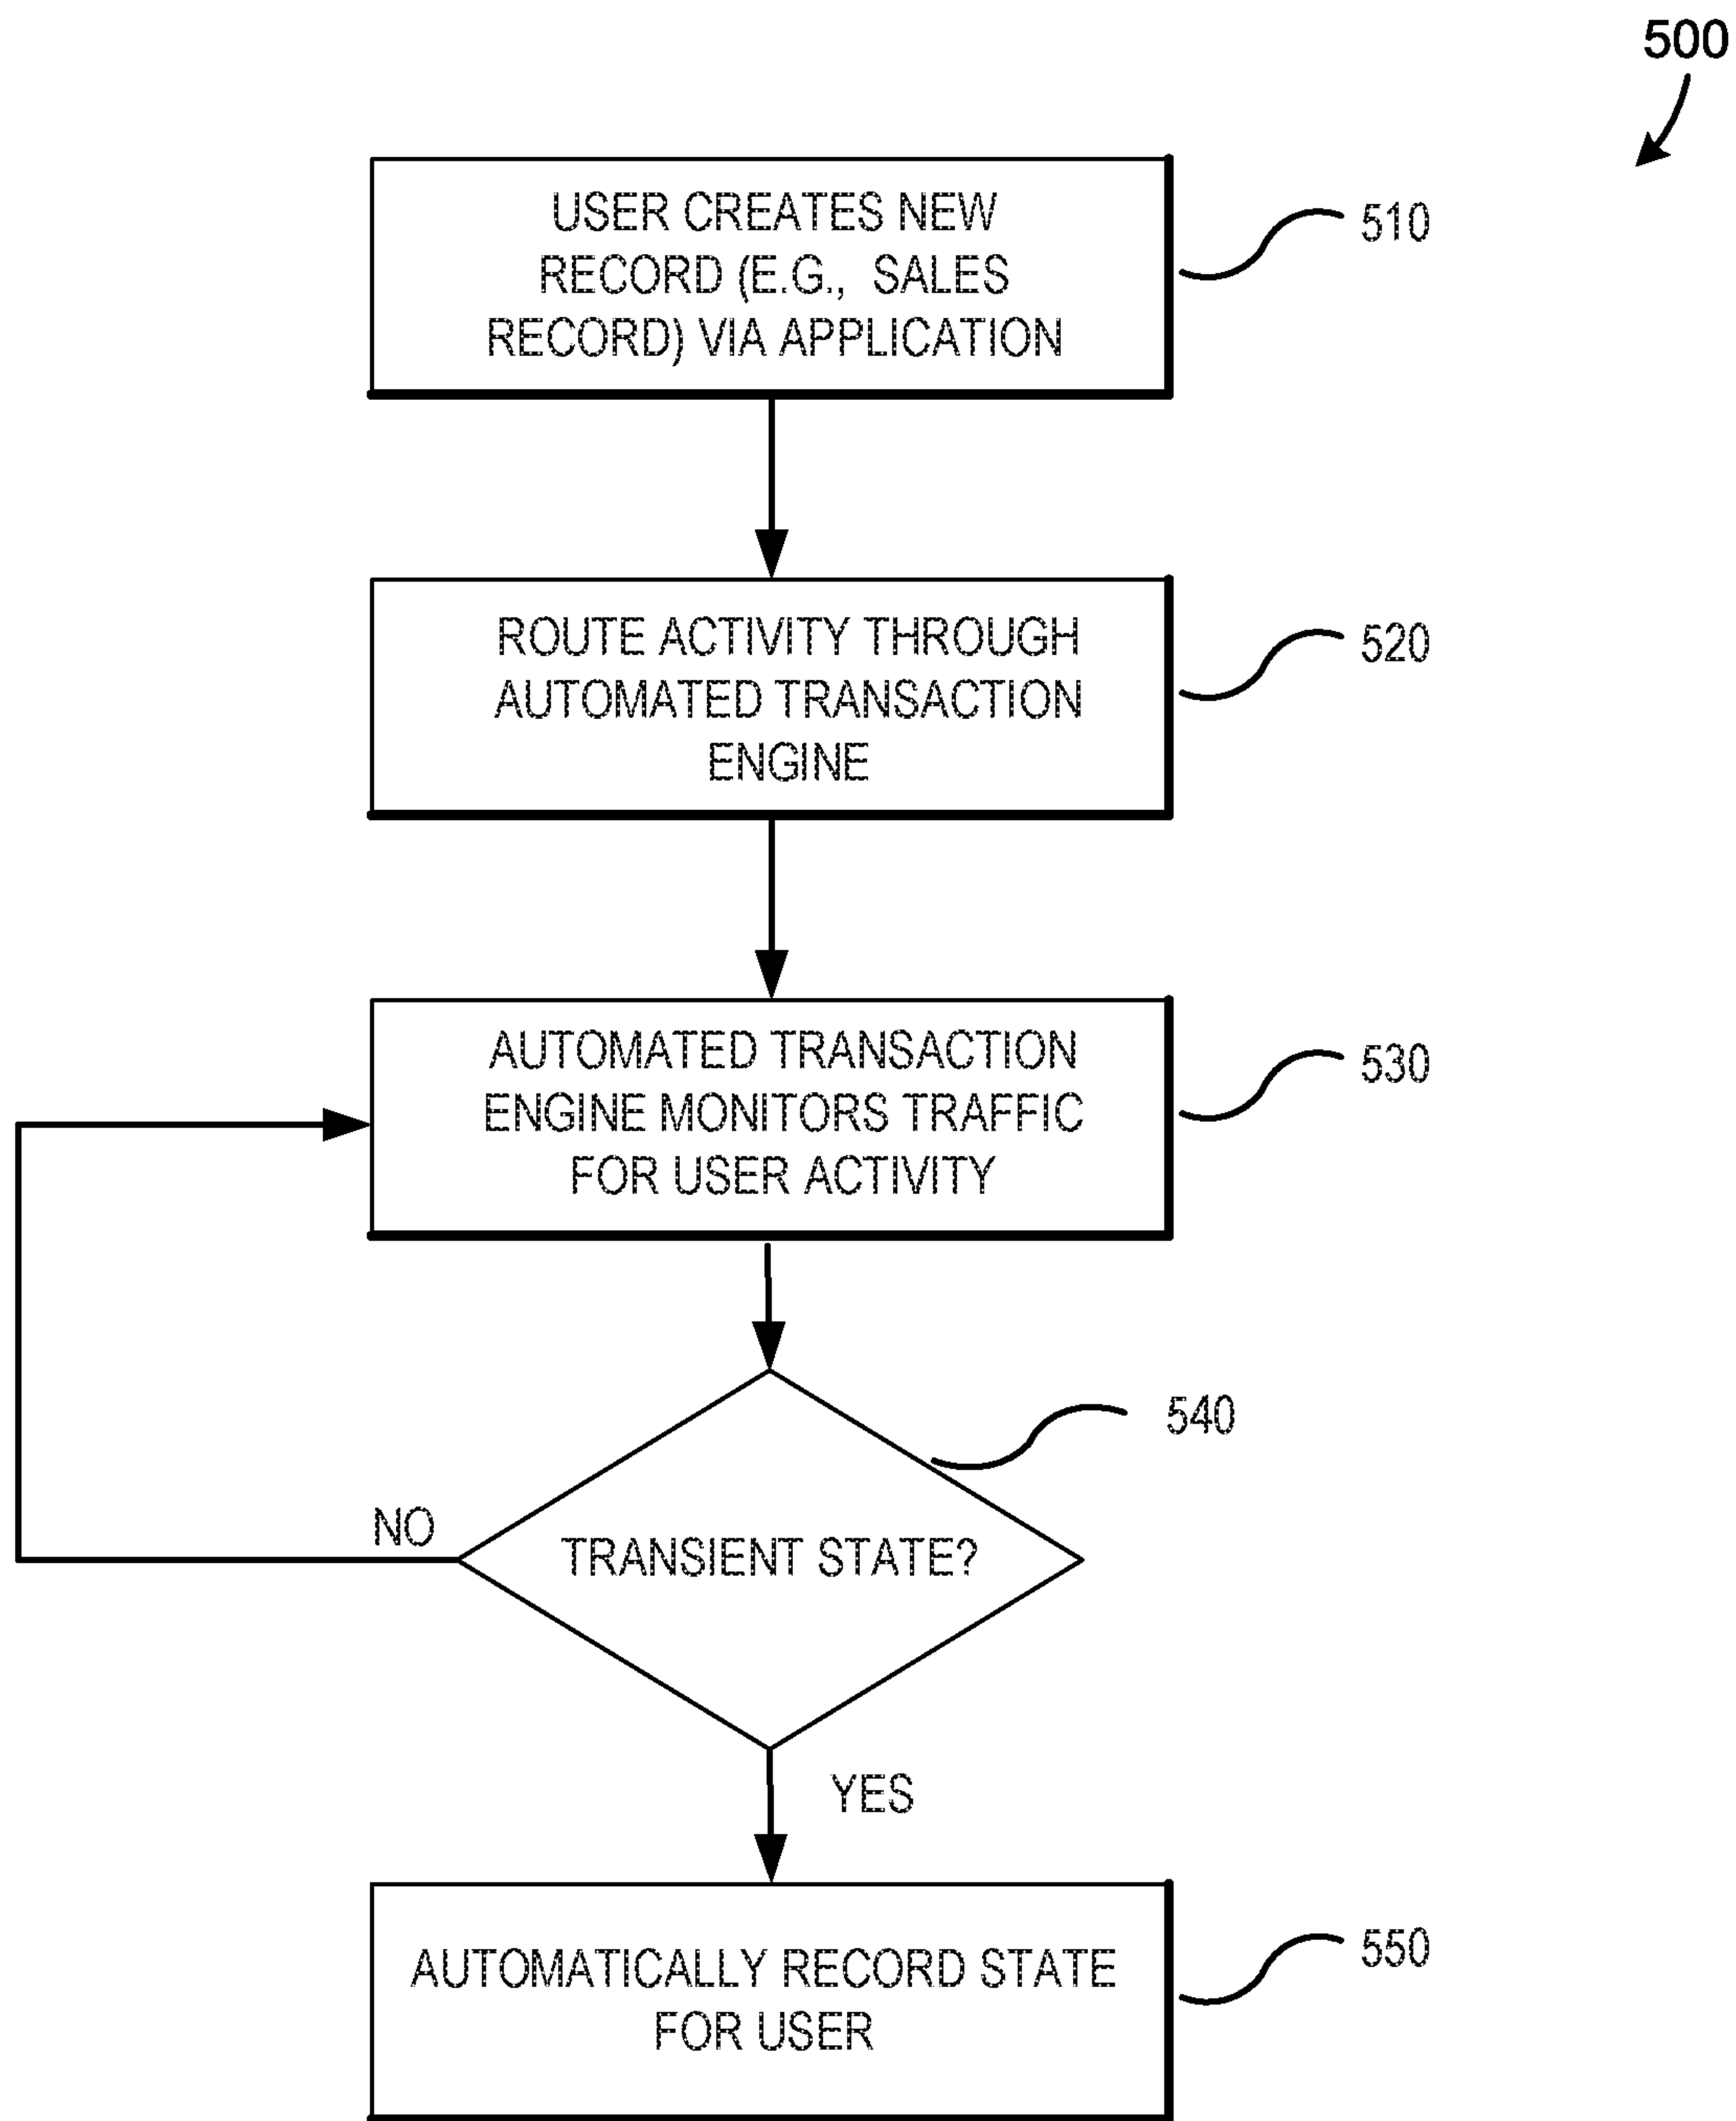 500
USER CREATES NEW
RECORD (E.G., SALES
RECORD) VIA APPLICATION
510
ROUTE ACTIVITY THROUGH
AUTOMATED TRANSACTION
ENGINE
520
AUTOMATED TRANSACTION
ENGINE MONITORS TRAFFIC
FOR USER ACTIVITY
530
540
NO
TRANSIENT STATE?
YES
AUTOMATICALLY RECORD STATE
FOR USER
550